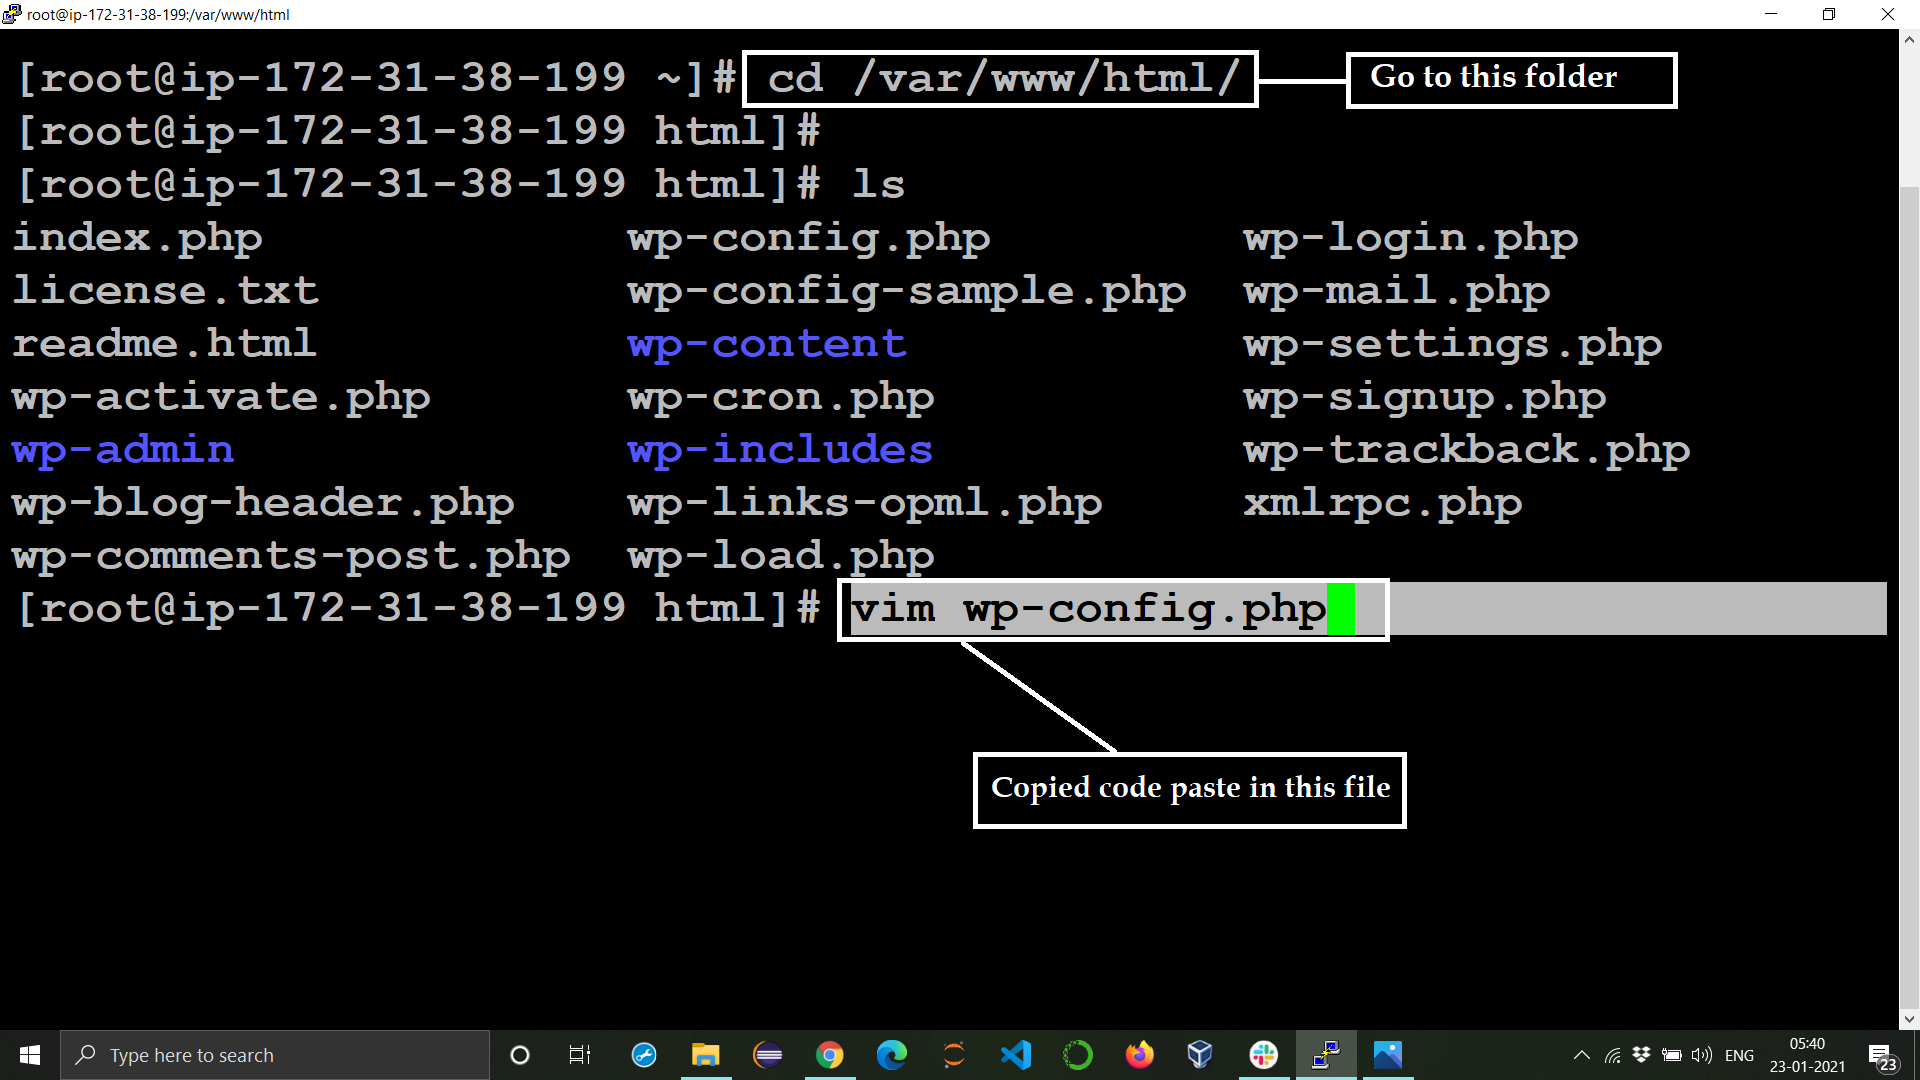 root@ip-172-31-38-199:/var/www/html
[root@ip-172-31-38-199 ~]# cd /var/www/html/ Go to this folder
[root@ip-172-31-38-199 html]#
[root@ip-172-31-38-199 html]# ls
index.php wp-config.php wp-login.php
license.txt wp-config-sample.php wp-mail.php
readme.html wp-content wp-settings.php
wp-activate.php wp-cron.php wp-signup.php
wp-admin wp-includes wp-trackback.php
wp-blog-header.php wp-links-opml.php xmlrpc.php
wp-comments-post.php wp-load.php
[root@ip-172-31-38-199 html]# vim wp-config.php
Copied code paste in this file
Type here to search ENG 05:40
23-01-2021 23